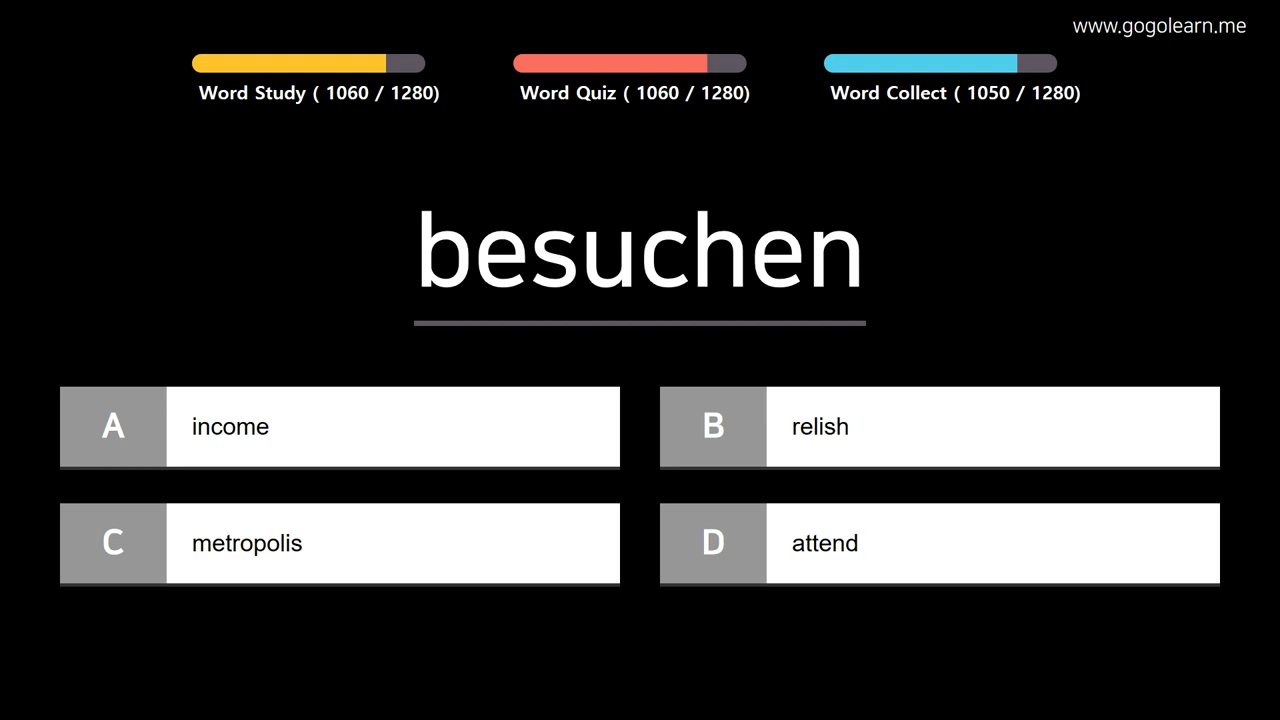 www.gogolearn.me
Word Study ( 1060 / 1280)
Word Quiz ( 1060 / 1280)
Word Collect ( 1050 / 1280)
besuchen
A income
B relish
C metropolis
D attend